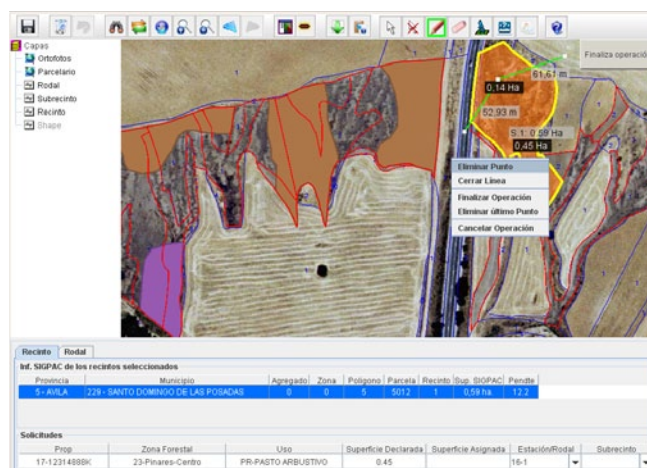 Capas
Ortofotos
Parcelario
Rodal
Subrecinto
Recinto
Shape
Finaliza operació
61,61 m
0,14 Ha
52,93 m
S.1: 0.59 Ha
0,45 Ha
Eliminar Punto
Cerrar Línea
Finalizar Operación
Eliminar último Punto
Cancelar Operación
Recinto Rodal
Inf. SIGPAC de los recintos seleccionados
Provincia Municipio Agregado Zona Polígono Parcela Recinto Sup. SIGPAC Pendte
5- AVILA 229 - SANTO DOMINGO DE LAS POSADAS 0 0 5 5012 1 0,59 ha 12.2
Solicitudes
Prop Zona Forestal Uso Superficie Declarada Superficie Asignada Estación/Rodal Subrecinto
17-1231488BK 23-Pinares-Centro PR-PASTO ARBUSTIVO 0.45 16-1